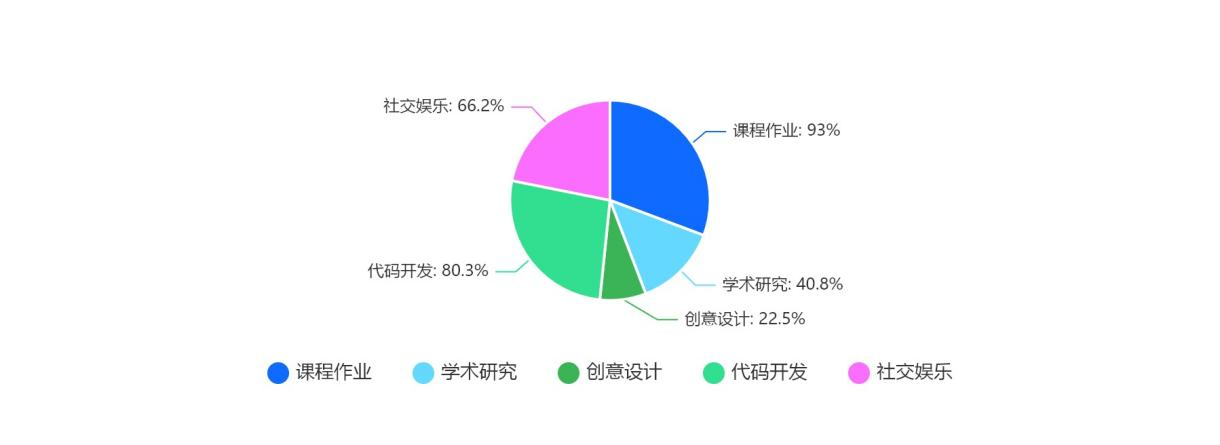 社交娱乐: 66.2%
课程作业: 93%
代码开发: 80.3%
学术研究: 40.8%
创意设计: 22.5%
课程作业 学术研究 创意设计 代码开发 社交娱乐